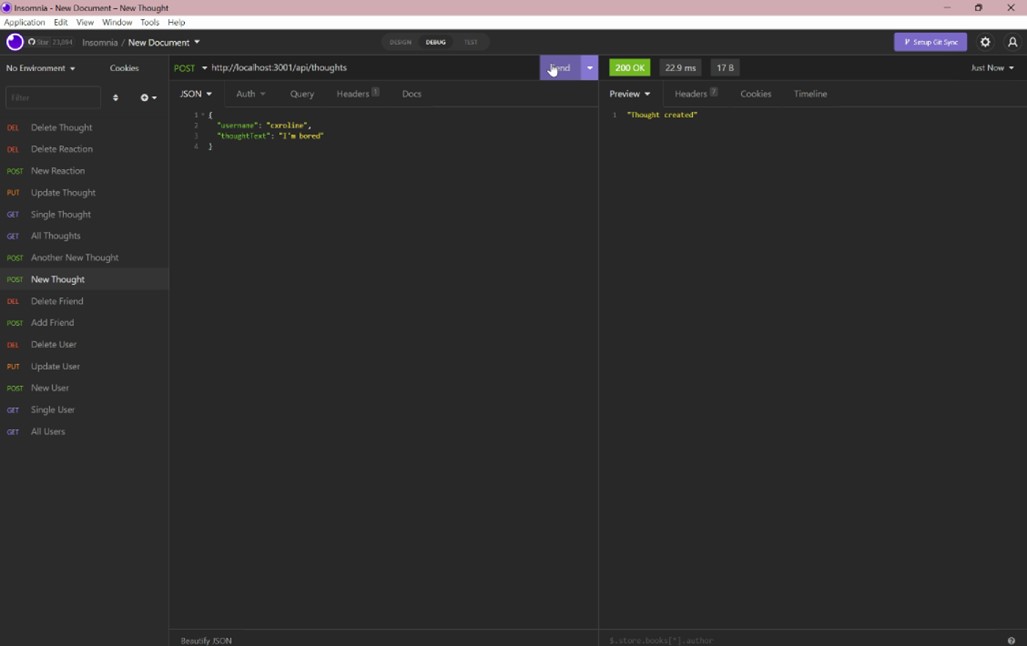 Insomnia - New Document – New Thought
Application Edit View Window Tools Help
Star 23,094 Insomnia / New Document DESIGN DEBUG TEST Setup Git Sync
No Environment Cookies POST http://localhost:3001/api/thoughts Send 200 OK 22.9 ms 17 B Just Now
Filter JSON Auth Query Headers 1 Docs Preview Headers 7 Cookies Timeline
1 {
2 "username": "cxroline",
3 "thoughtText": "I'm bored"
4 }
1 "Thought created"
DEL Delete Thought
DEL Delete Reaction
POST New Reaction
PUT Update Thought
GET Single Thought
GET All Thoughts
POST Another New Thought
POST New Thought
DEL Delete Friend
POST Add Friend
DEL Delete User
PUT Update User
POST New User
GET Single User
GET All Users
Beautify JSON $.store.books[*].author